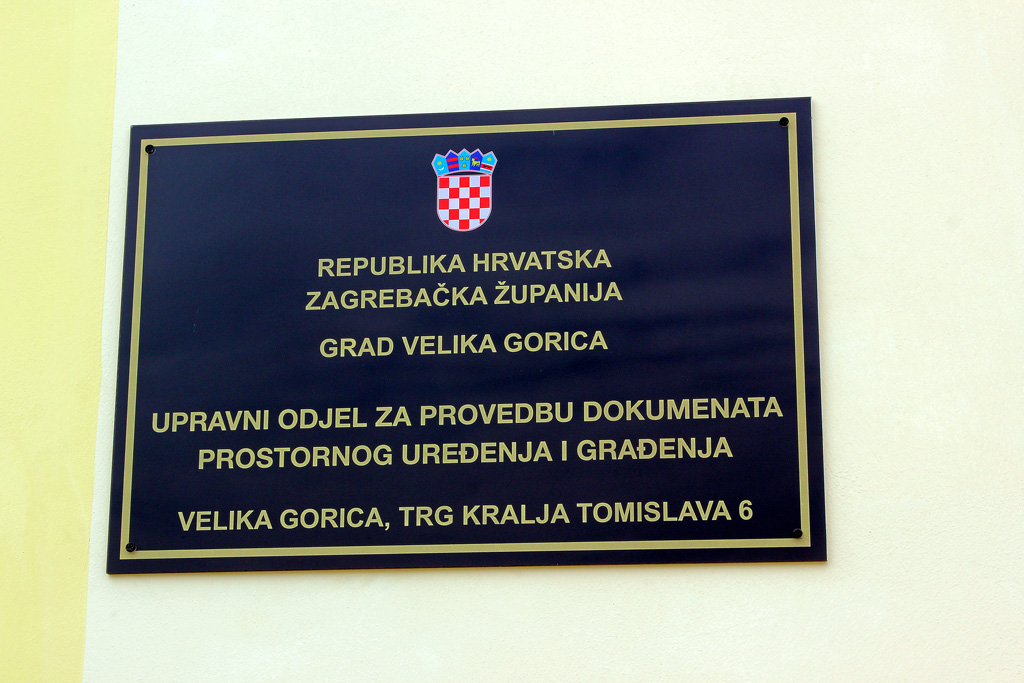 REPUBLIKA HRVATSKA
ZAGREBAČKA ŽUPANIJA
GRAD VELIKA GORICA
UPRAVNI ODJEL ZA PROVEDBU DOKUMENATA
PROSTORNOG UREĐENJA I GRAĐENJA
VELIKA GORICA, TRG KRALJA TOMISLAVA 6